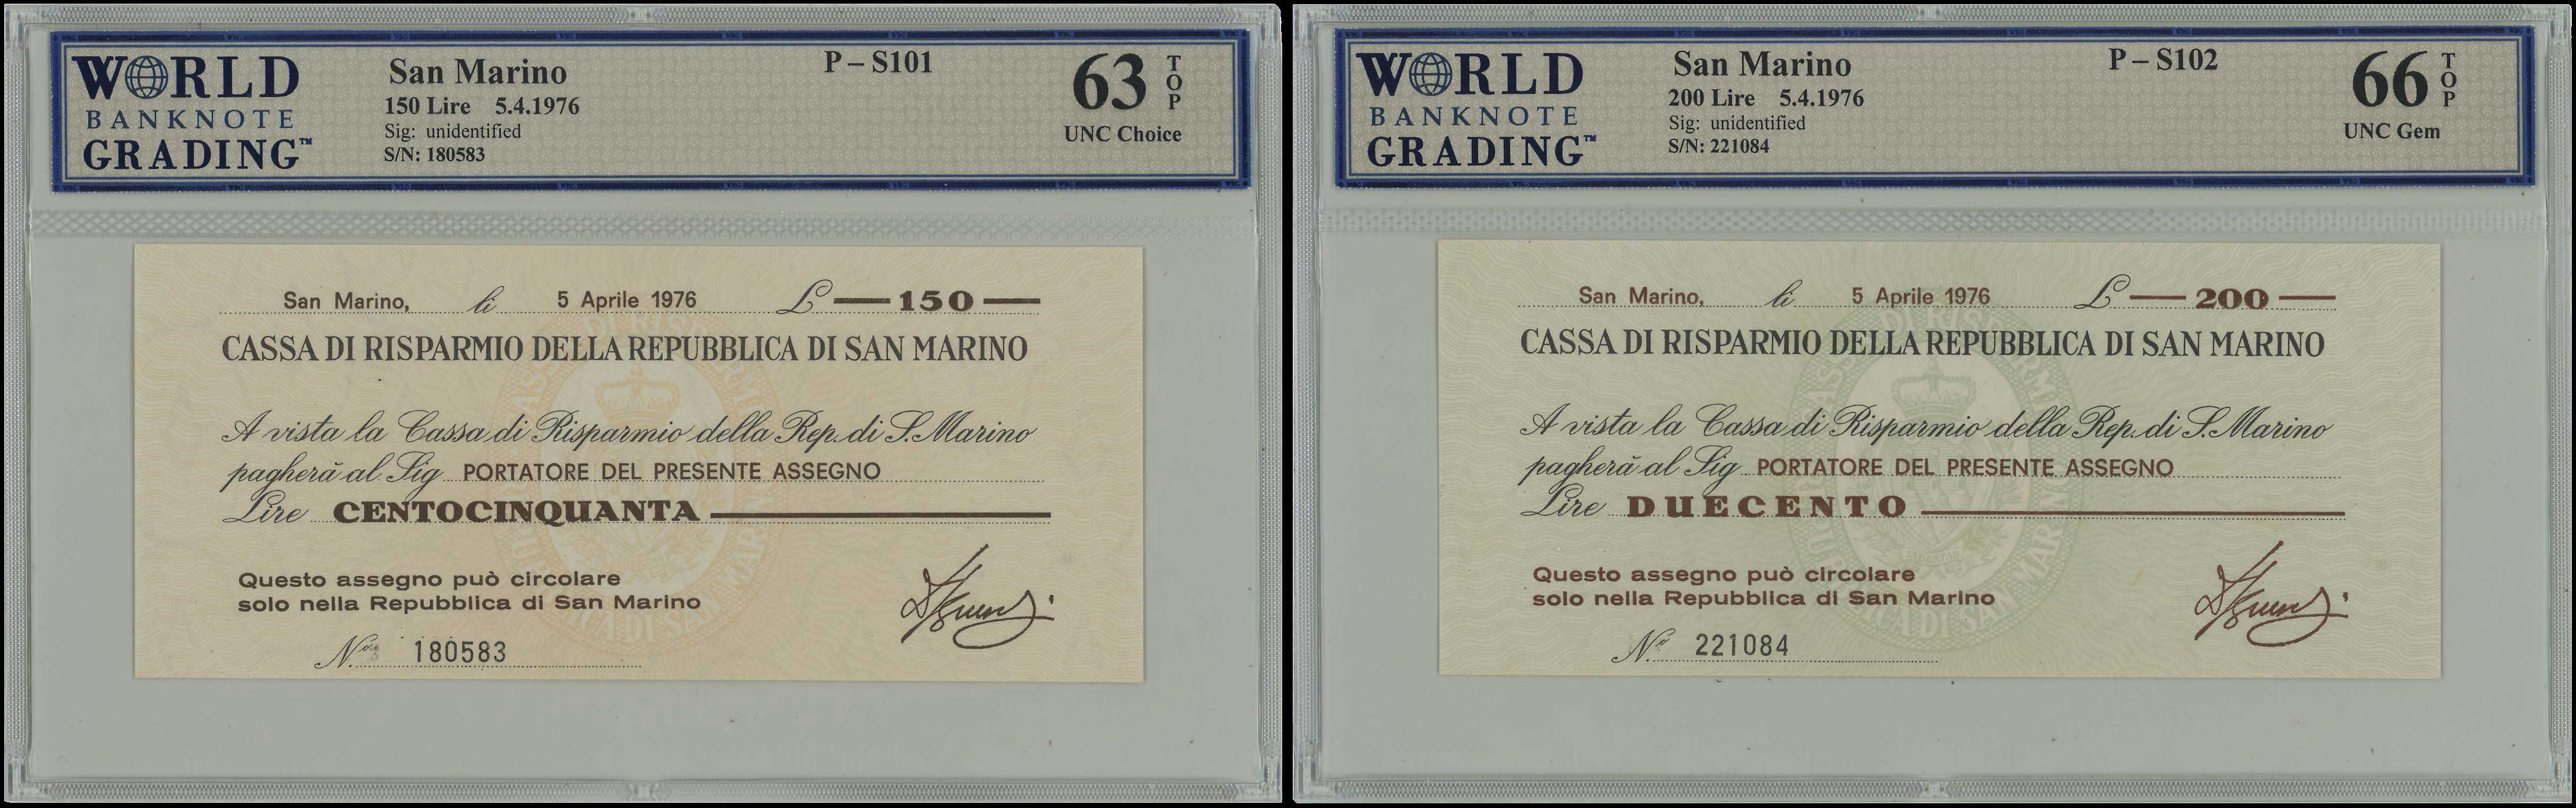 WORLD
BANKNOTE
GRADING™
San Marino
150 Lire 5.4.1976
Sig: unidentified
S/N: 180583
P – S101
63 TOP
UNC Choice
San Marino, li 5 Aprile 1976 £ 150
CASSA DI RISPARMIO DELLA REPUBBLICA DI SAN MARINO
A vista la Cassa di Risparmio della Rep. di S. Marino
pagherà al Sig PORTATORE DEL PRESENTE ASSEGNO
Lire CENTOCINQUANTA
Questo assegno può circolare
solo nella Repubblica di San Marino
No 180583
WORLD
BANKNOTE
GRADING™
San Marino
200 Lire 5.4.1976
Sig: unidentified
S/N: 221084
P – S102
66 TOP
UNC Gem
San Marino, li 5 Aprile 1976 £ 200
CASSA DI RISPARMIO DELLA REPUBBLICA DI SAN MARINO
A vista la Cassa di Risparmio della Rep. di S. Marino
pagherà al Sig PORTATORE DEL PRESENTE ASSEGNO
Lire DUECENTO
Questo assegno può circolare
solo nella Repubblica di San Marino
No 221084